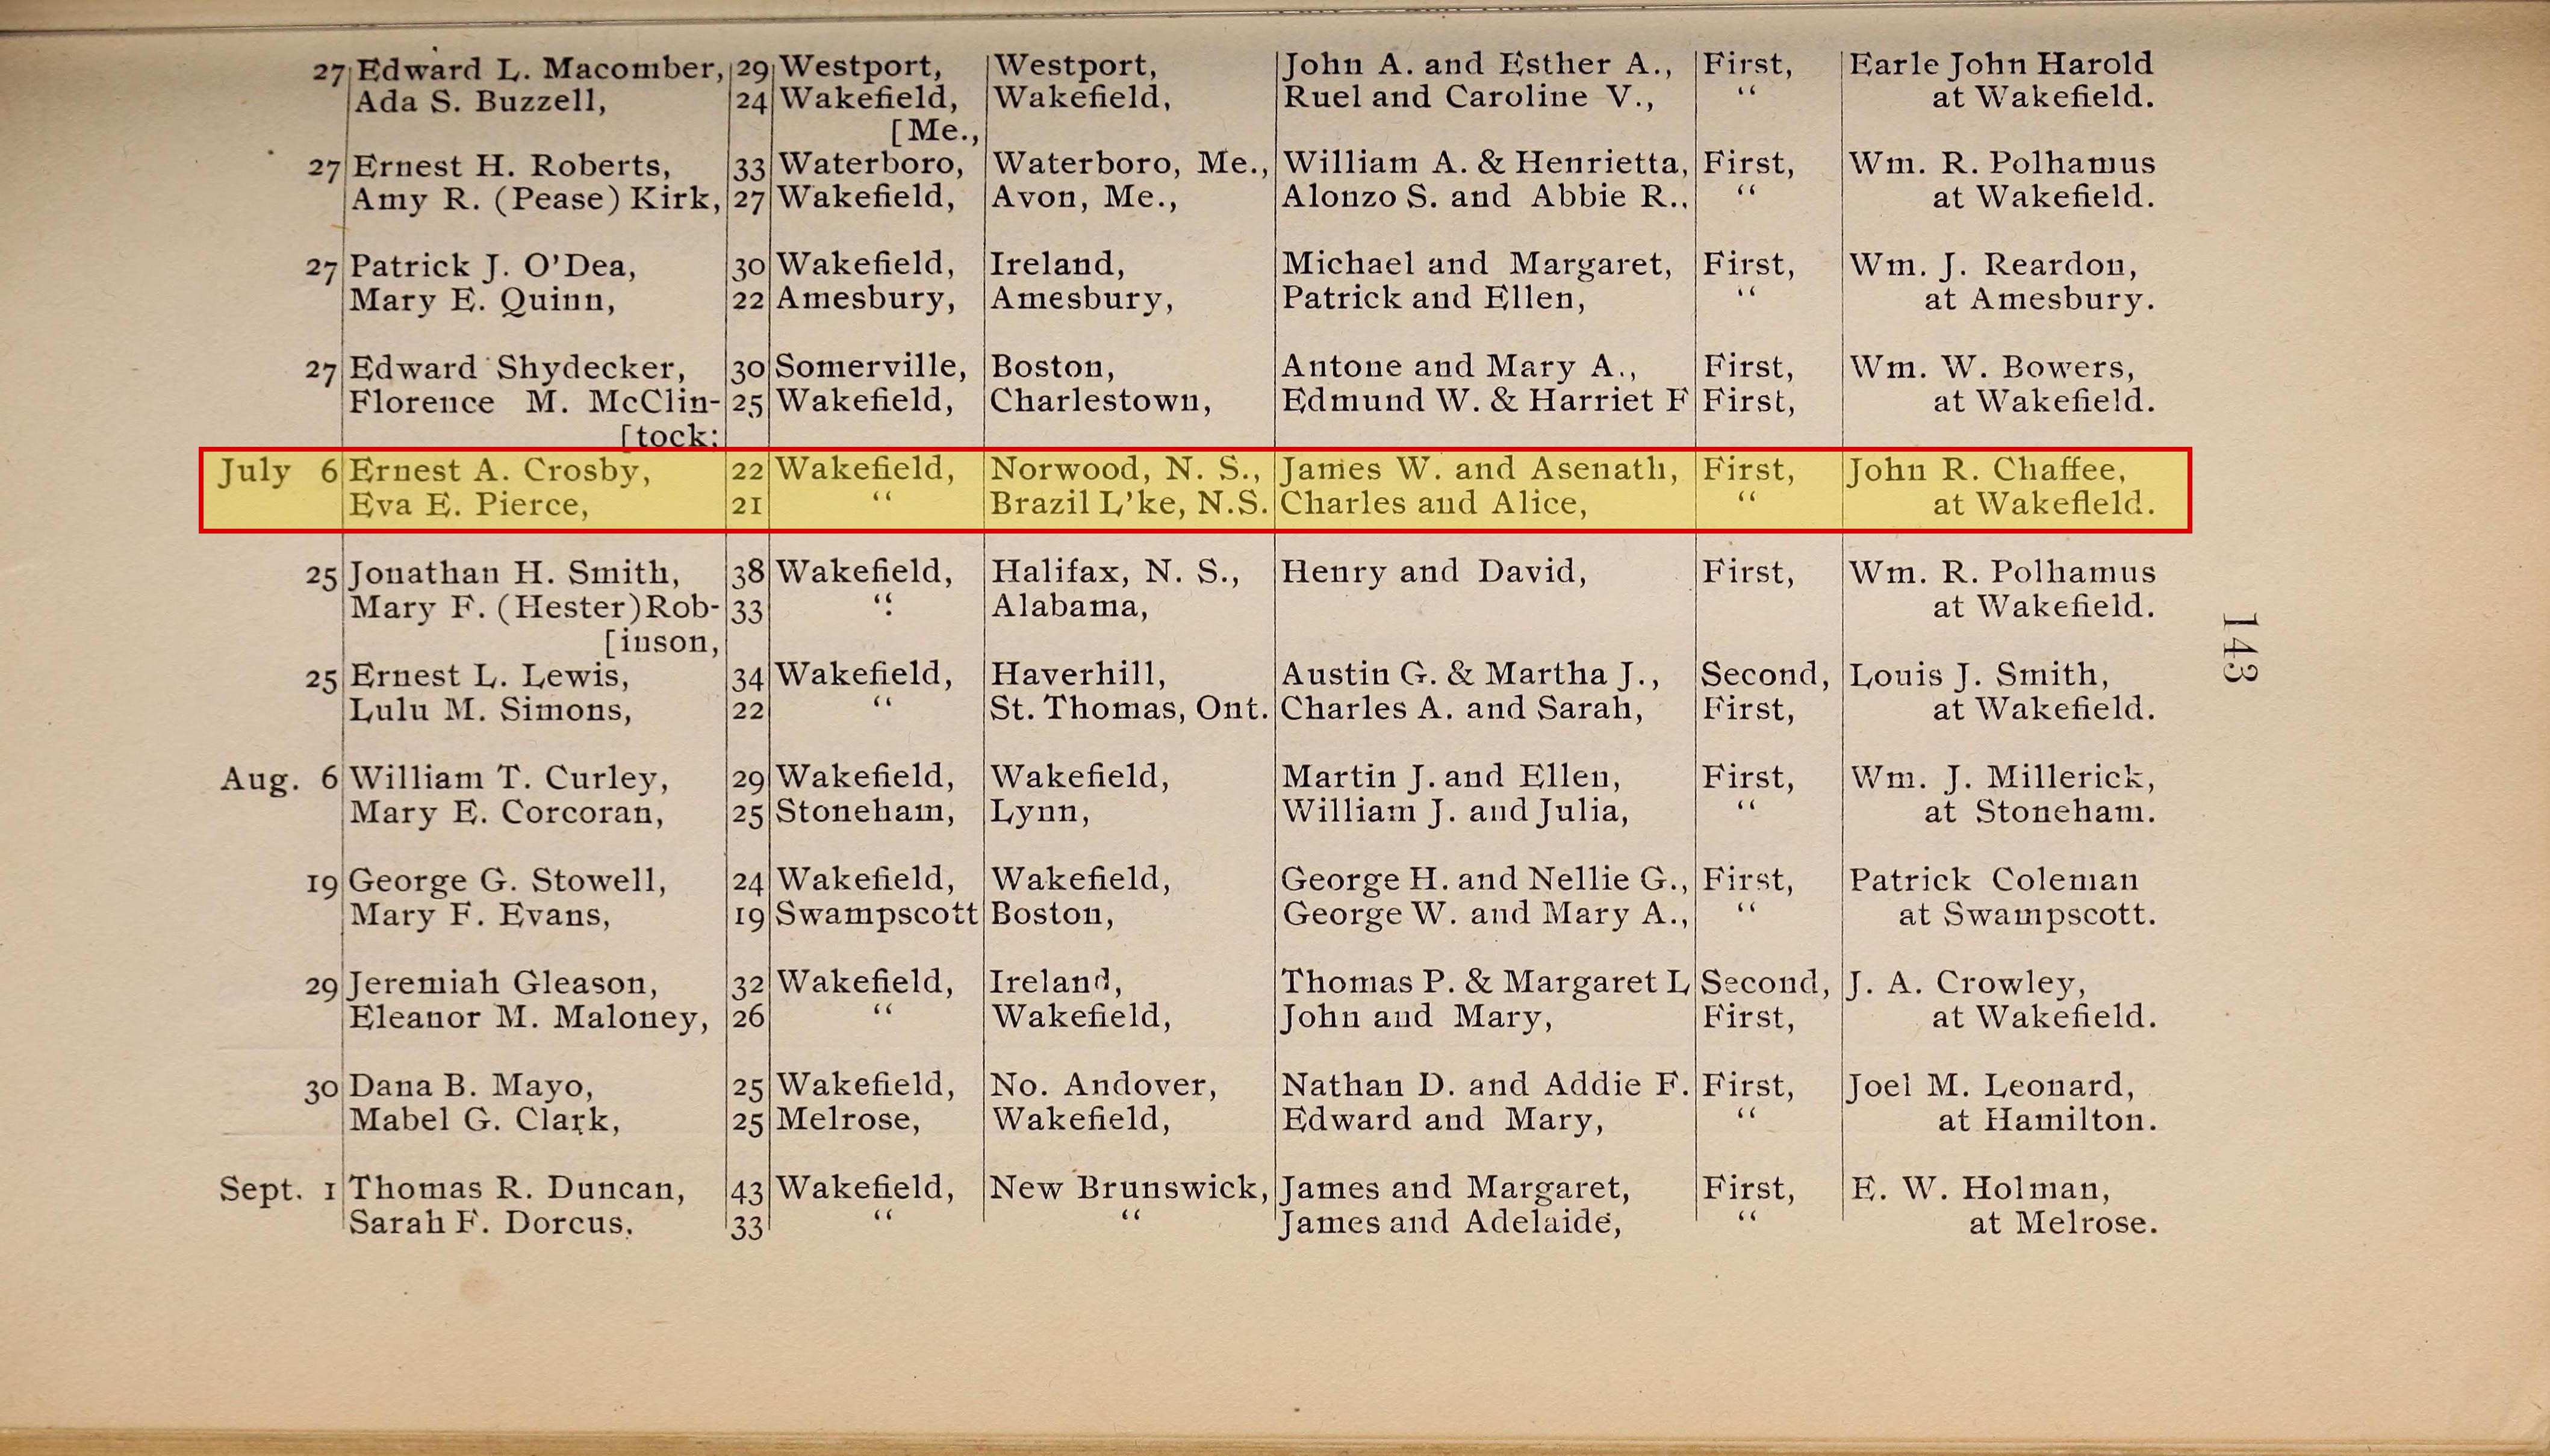 27 Edward L. Macomber, 29 Westport, Westport, John A. and Esther A., First, Earle John Harold
Ada S. Buzzell, 24 Wakefield, Wakefield, Ruel and Caroline V., “ at Wakefield.
[Me.,
27 Ernest H. Roberts, 33 Waterboro, Waterboro, Me., William A. & Henrietta, First, Wm. R. Polhamus
Amy R. (Pease) Kirk, 27 Wakefield, Avon, Me., Alonzo S. and Abbie R., “ at Wakefield.
27 Patrick J. O’Dea, 30 Wakefield, Ireland, Michael and Margaret, First, Wm. J. Reardon,
Mary E. Quinn, 22 Amesbury, Amesbury, Patrick and Ellen, “ at Amesbury.
27 Edward Shydecker, 30 Somerville, Boston, Antone and Mary A., First, Wm. W. Bowers,
Florence M. McClin- 25 Wakefield, Charlestown, Edmund W. & Harriet F First, at Wakefield.
[tock;
July 6 Ernest A. Crosby, 22 Wakefield, Norwood, N. S., James W. and Asenath, First, John R. Chaffee,
Eva E. Pierce, 21 “ Brazil L’ke, N.S. Charles and Alice, “ at Wakefield.
25 Jonathan H. Smith, 38 Wakefield, Halifax, N. S., Henry and David, First, Wm. R. Polhamus
Mary F. (Hester) Rob- 33 “ Alabama, at Wakefield.
[inson,
25 Ernest L. Lewis, 34 Wakefield, Haverhill, Austin G. & Martha J., Second, Louis J. Smith,
Lulu M. Simons, 22 “ St. Thomas, Ont. Charles A. and Sarah, First, at Wakefield.
Aug. 6 William T. Curley, 29 Wakefield, Wakefield, Martin J. and Ellen, First, Wm. J. Millerick,
Mary E. Corcoran, 25 Stoneham, Lynn, William J. and Julia, “ at Stoneham.
19 George G. Stowell, 24 Wakefield, Wakefield, George H. and Nellie G., First, Patrick Coleman
Mary F. Evans, 19 Swampscott Boston, George W. and Mary A., “ at Swampscott.
29 Jeremiah Gleason, 32 Wakefield, Ireland, Thomas P. & Margaret L Second, J. A. Crowley,
Eleanor M. Maloney, 26 “ Wakefield, John and Mary, First, at Wakefield.
30 Dana B. Mayo, 25 Wakefield, No. Andover, Nathan D. and Addie F. First, Joel M. Leonard,
Mabel G. Clark, 25 Melrose, Wakefield, Edward and Mary, “ at Hamilton.
Sept. 1 Thomas R. Duncan, 43 Wakefield, New Brunswick, James and Margaret, First, E. W. Holman,
Sarah F. Dorcus, 33 “ “ James and Adelaide, “ at Melrose.
143